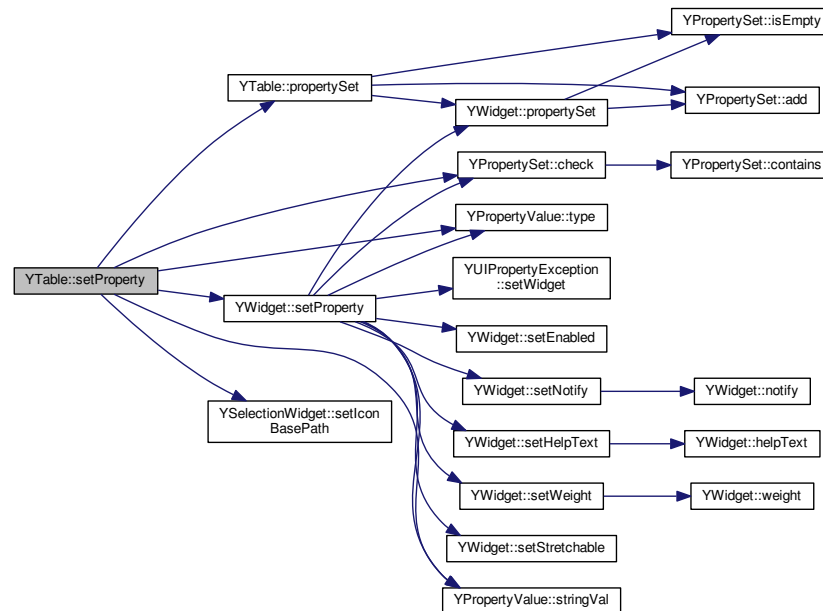 YPropertySet::isEmpty
YTable::propertySet
YPropertySet::add
YWidget::propertySet
YPropertySet::check
YPropertySet::contains
YPropertyValue::type
YTable::setProperty
YUIPropertyException
::setWidget
YWidget::setProperty
YWidget::setEnabled
YWidget::setNotify
YWidget::notify
YSelectionWidget::setIcon
BasePath
YWidget::setHelpText
YWidget::helpText
YWidget::setWeight
YWidget::weight
YWidget::setStretchable
YPropertyValue::stringVal